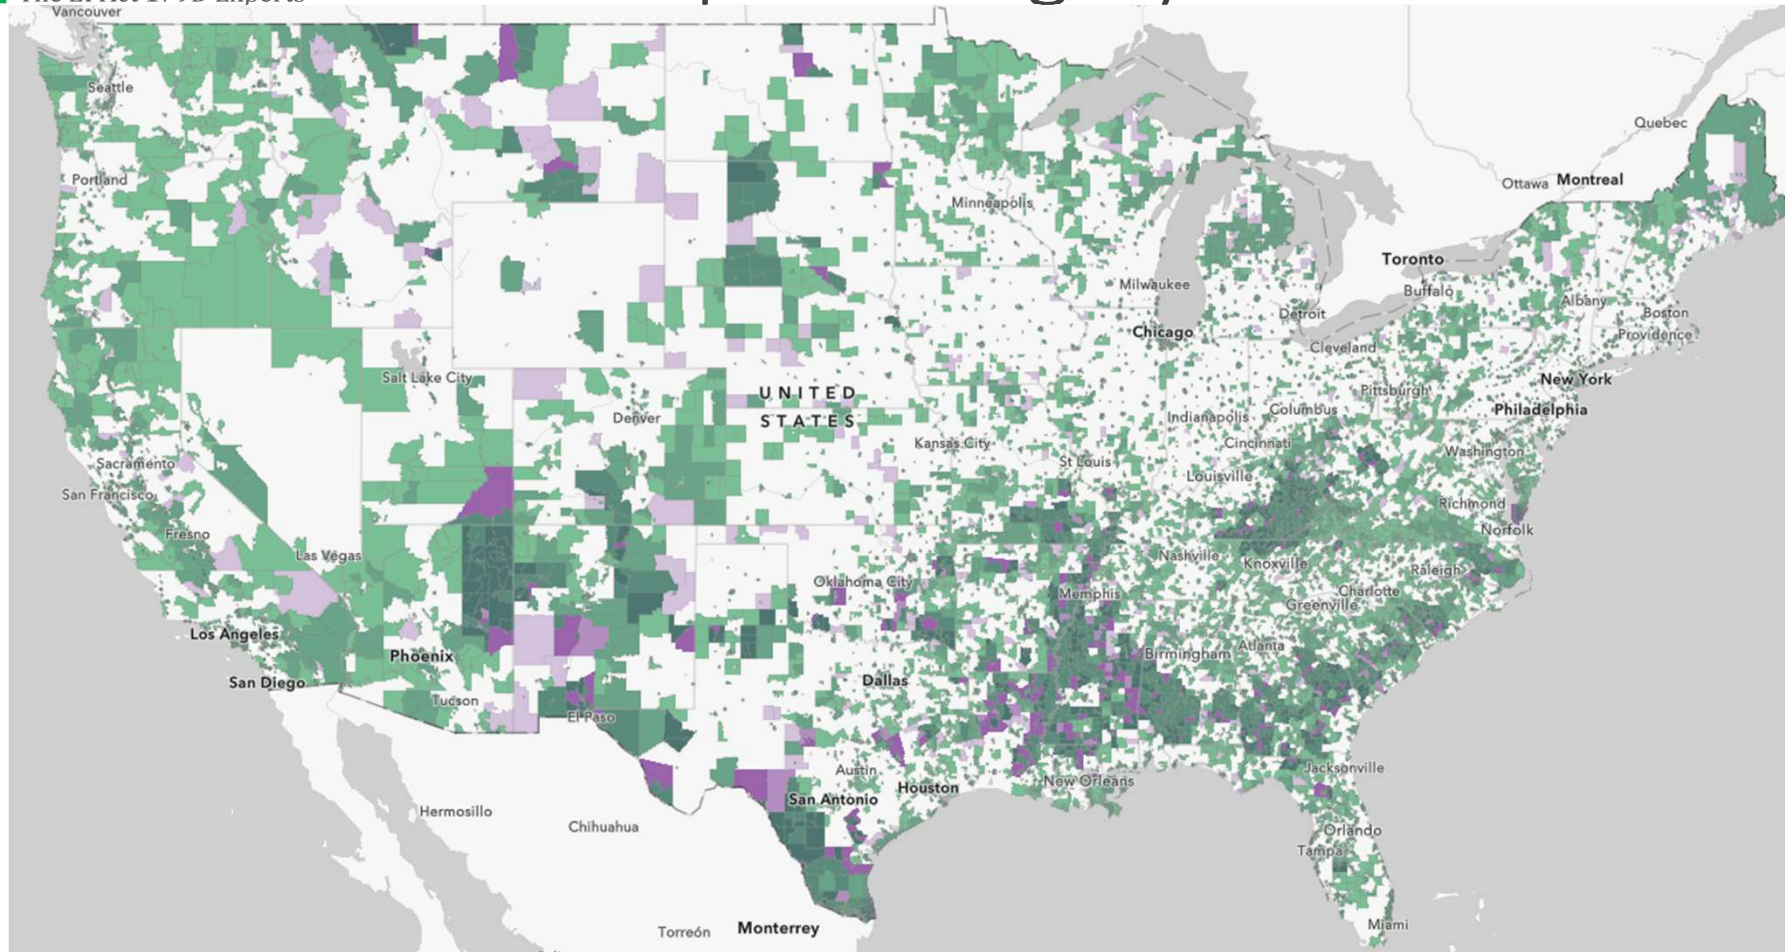 Vancouver
Seattle
Quebec
Portland
Ottawa
Montreal
Minneapolis
Toronto
Milwaukee
Buffalo
Albany
Detroit
Boston
Chicago
Providence
Cleveland
Salt Lake City
New York
UNITED
STATES
Pittsburgh
Denver
Indianapolis
Columbus
Philadelphia
Kansas City
Cincinnati
Washington
Sacramento
St Louis
Louisville
San Francisco
Richmond
Norfolk
Fresno
Las Vegas
Nashville
Knoxville
Raleigh
Oklahoma City
Memphis
Charlotte
Greenville
Los Angeles
Phoenix
Birmingham
Atlanta
San Diego
Dallas
Tucson
El Paso
Austin
Jacksonville
New Orleans
Houston
San Antonio
Hermosillo
Chihuahua
Orlando
Tampa
Miami
Torreón
Monterrey